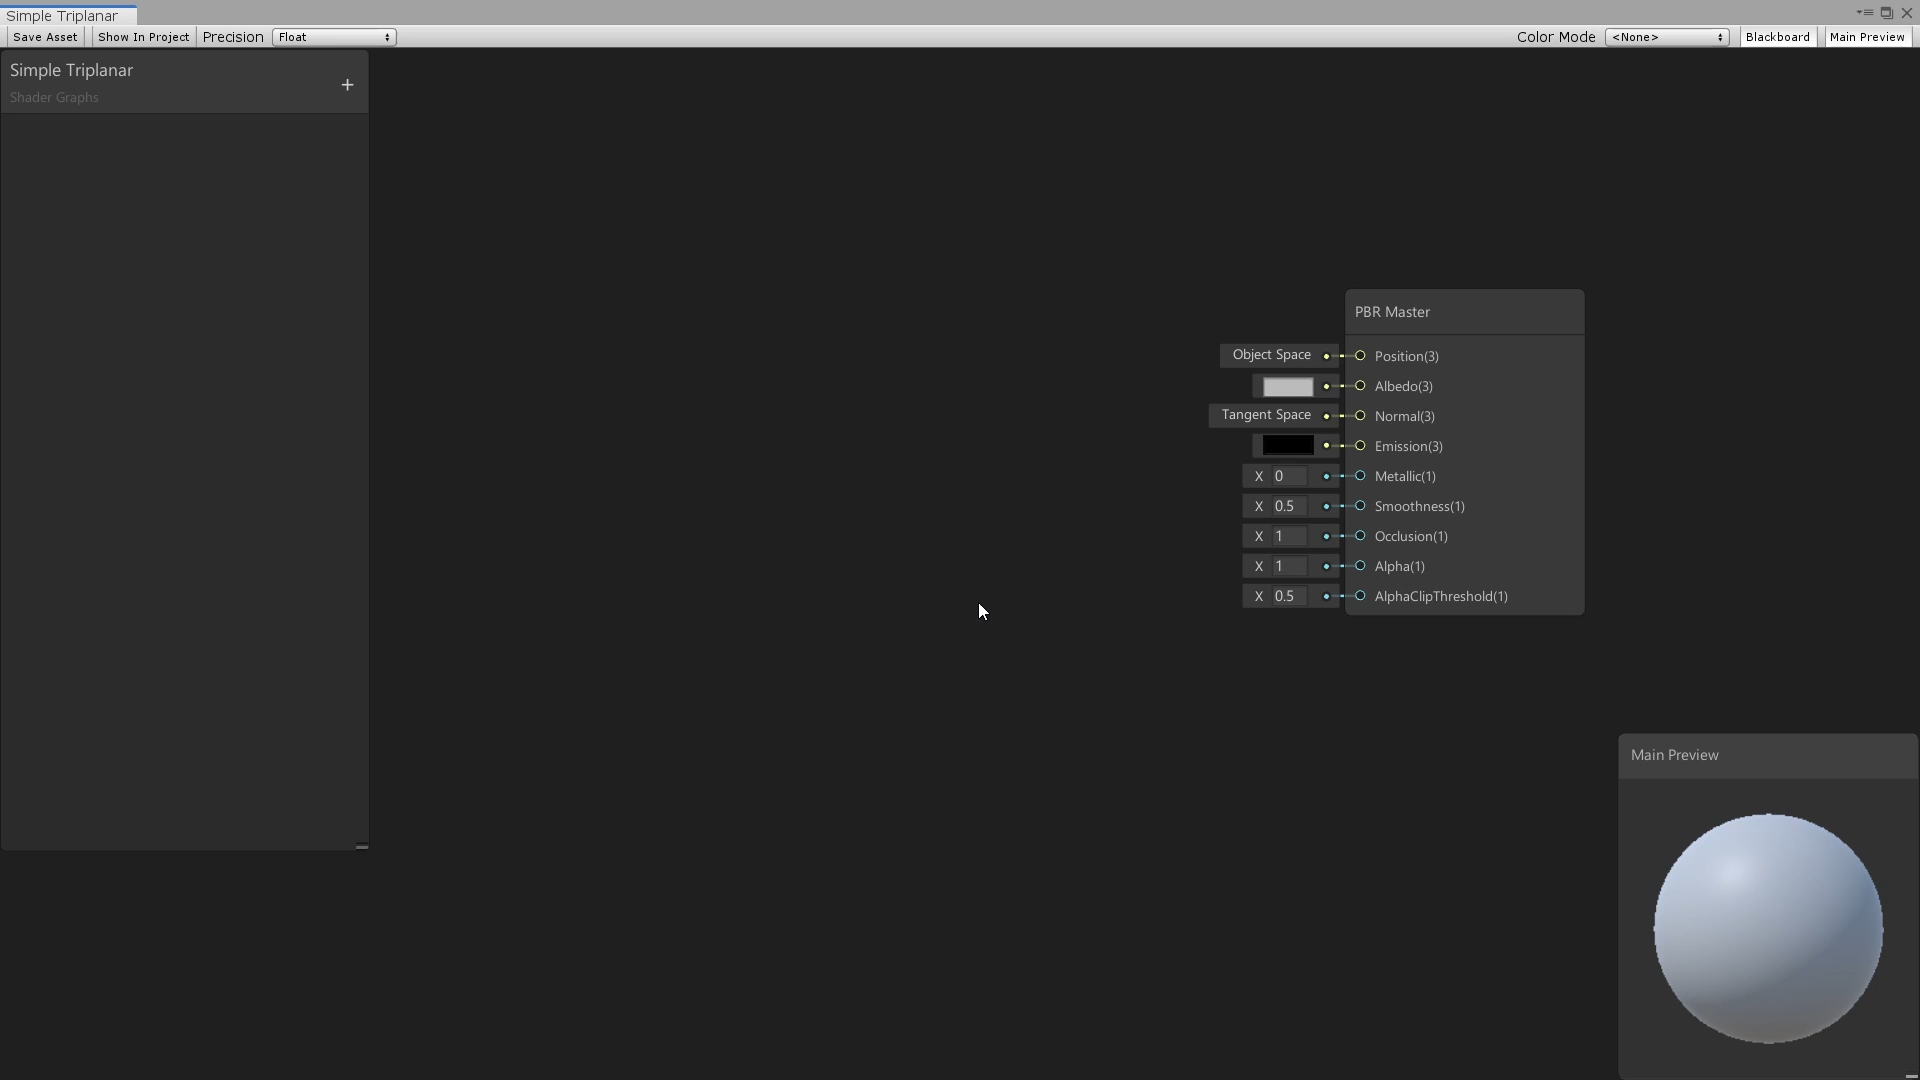 Simple Triplanar
Save Asset Show In Project Precision Float Color Mode <None> Blackboard Main Preview
Simple Triplanar
+
Shader Graphs
PBR Master
Object Space Position(3)
Albedo(3)
Tangent Space Normal(3)
Emission(3)
X 0 Metallic(1)
X 0.5 Smoothness(1)
X 1 Occlusion(1)
X 1 Alpha(1)
X 0.5 AlphaClipThreshold(1)
Main Preview